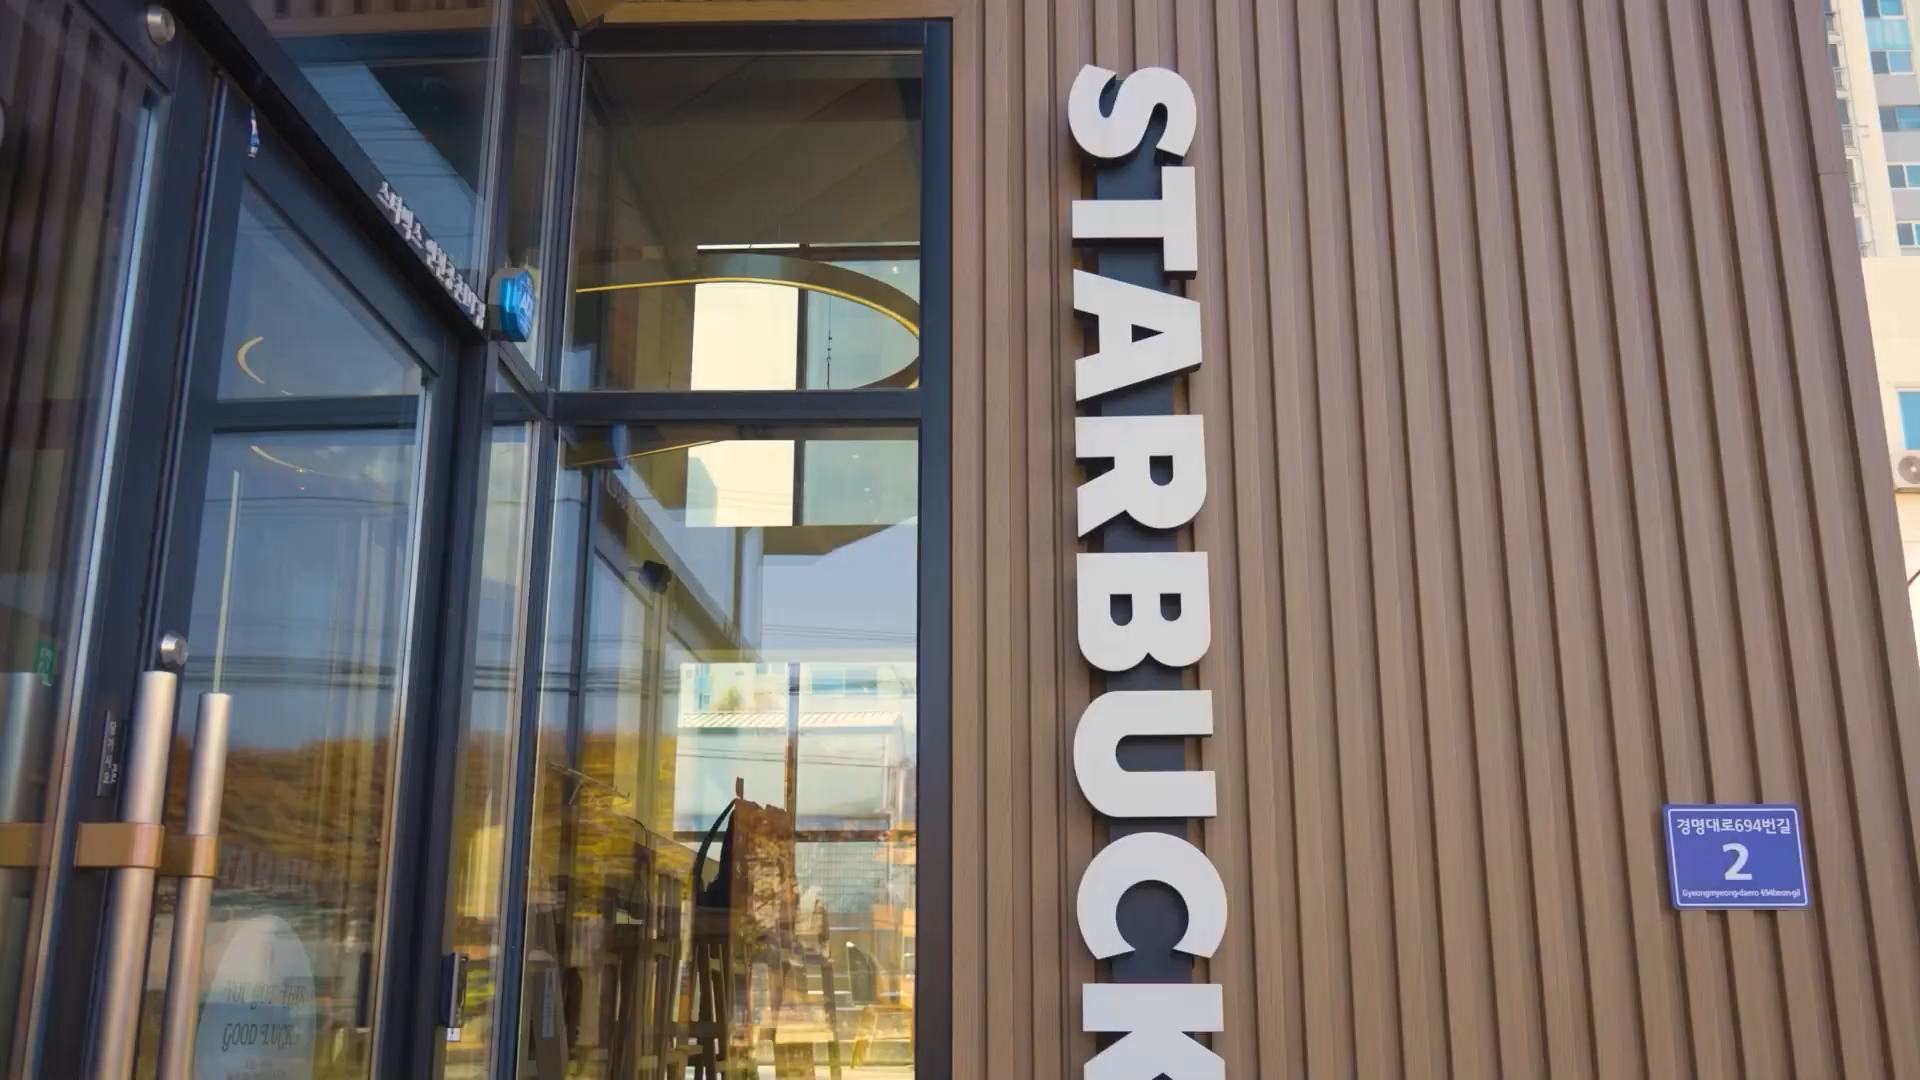 STARBUCK
경명대로694번길
2
Gyeongmyeong-daero 694beon-gil
GOOD LUCK